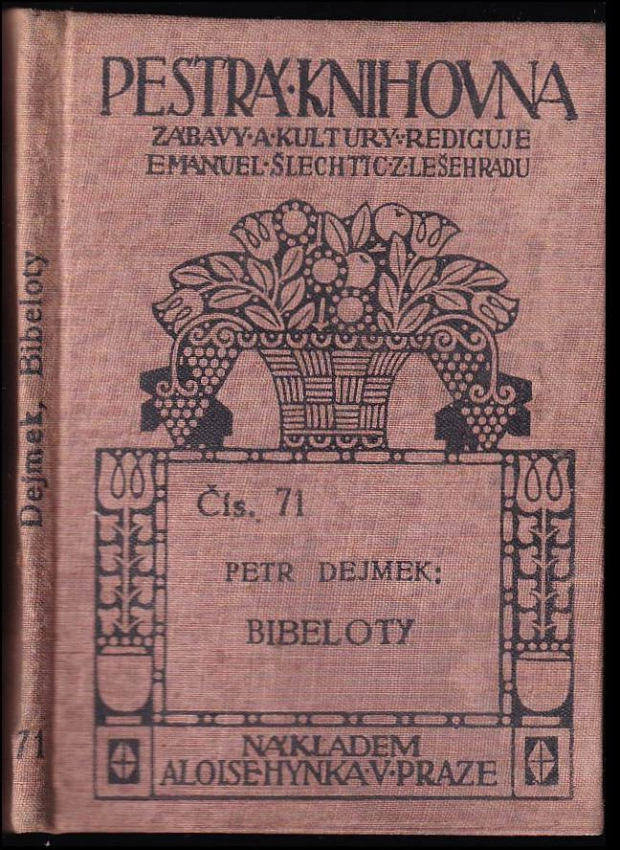 PESTRÁ·KNIHOVNA
ZÁBAVY·A·KULTURY·REDIGUJE
EMANUEL·ŠLECHTIC·Z·LEŠEHRADU
Čís. 71
PETR DEJMEK:
BIBELOTY
NÁKLADEM
ALOISE·HYNKA·V·PRAZE
Dejmek, Bibeloty
71